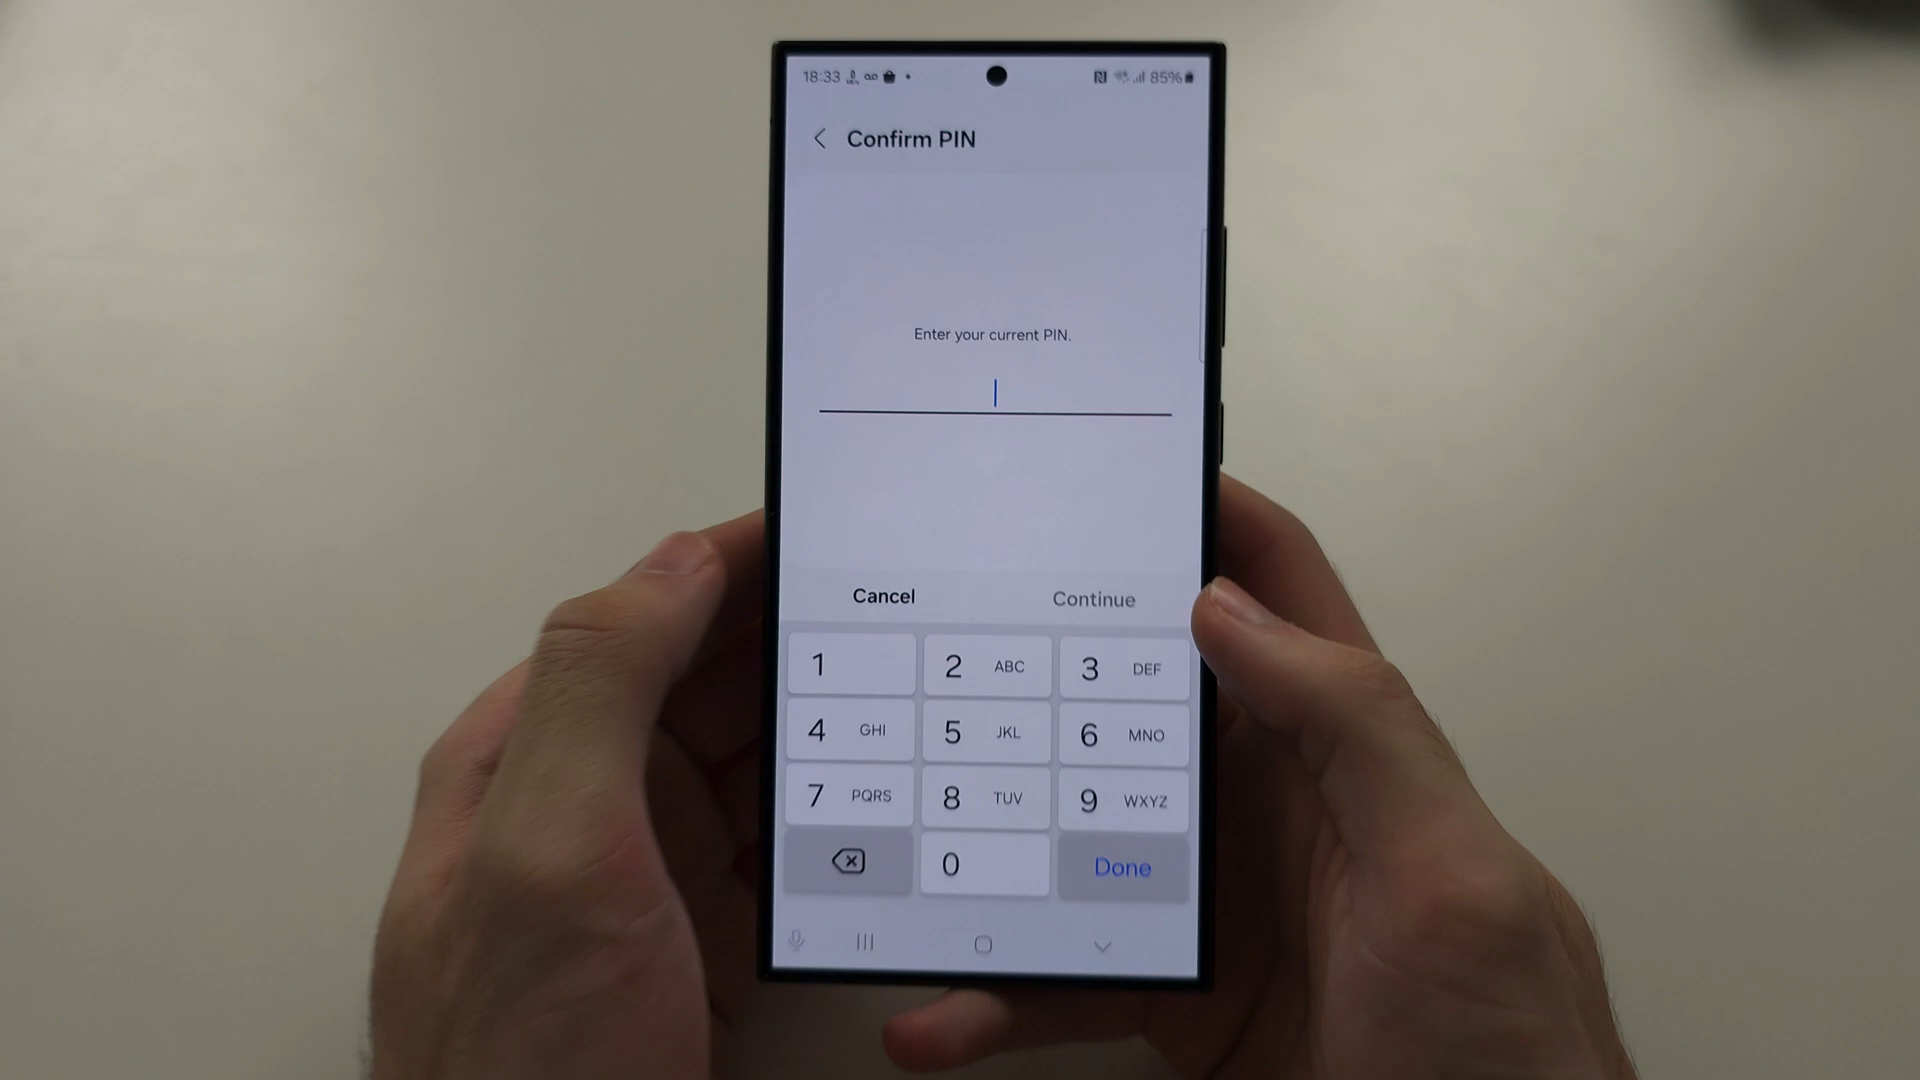 18:33 85%
Confirm PIN
Enter your current PIN.
Cancel Continue
1 2 ABC 3 DEF
4 GHI 5 JKL 6 MNO
7 PQRS 8 TUV 9 WXYZ
0 Done